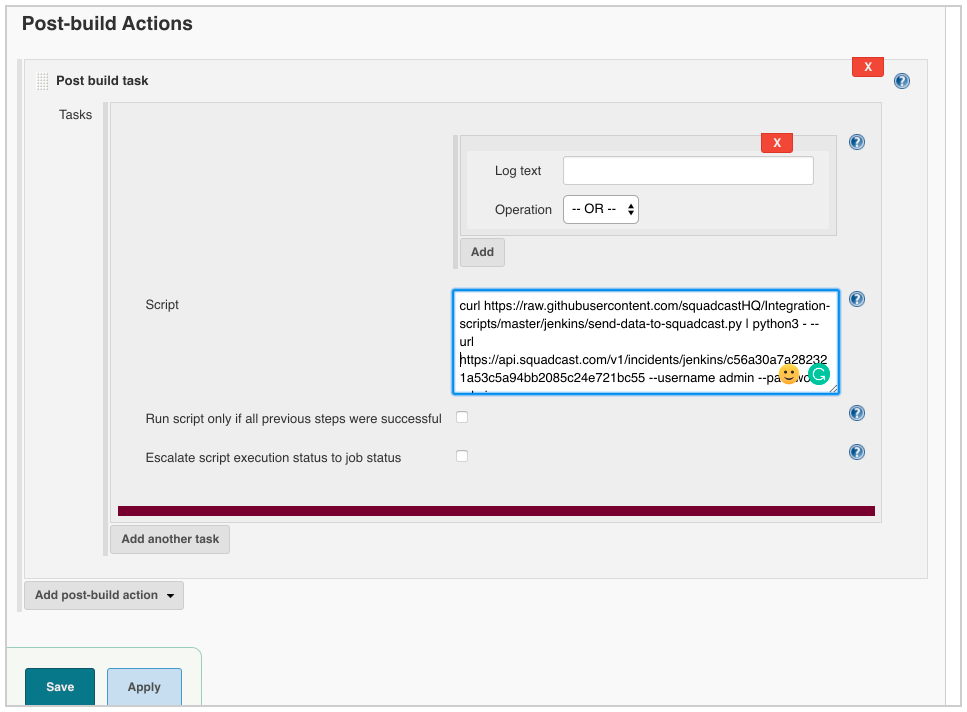 Post-build Actions
X
Post build task
Tasks
X
Log text
Operation -- OR --
Add
Script
curl https://raw.githubusercontent.com/squadcastHQ/Integration-
scripts/master/jenkins/send-data-to-squadcast.py | python3 - --
url
https://api.squadcast.com/v1/incidents/jenkins/c56a30a7a28232
1a53c5a94bb2085c24e721bc55 --username admin
Run script only if all previous steps were successful
Escalate script execution status to job status
Add another task
Add post-build action
Save Apply